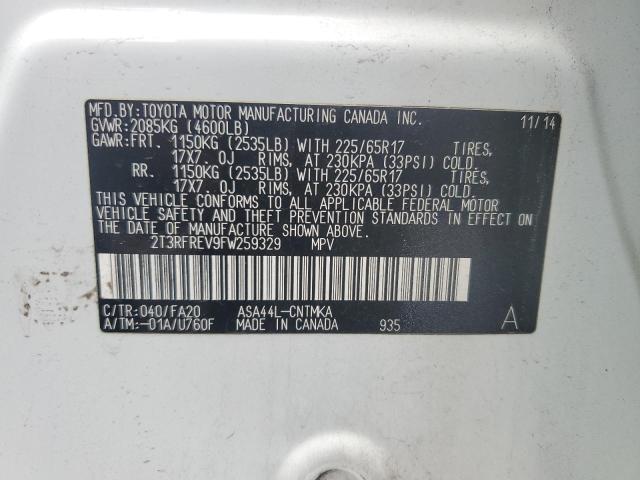 MFD.BY:TOYOTA MOTOR MANUFACTURING CANADA INC. 11/14
GVWR:2085KG (4600LB)
GAWR:FRT. 1150KG (2535LB) WITH 225/65R17 TIRES,
17X7.0J RIMS, AT 230KPA (33PSI) COLD.
RR. 1150KG (2535LB) WITH 225/65R17 TIRES,
17X7.0J RIMS, AT 230KPA (33PSI) COLD.
THIS VEHICLE CONFORMS TO ALL APPLICABLE FEDERAL MOTOR
VEHICLE SAFETY AND THEFT PREVENTION STANDARDS IN EFFECT ON
THE DATE OF MANUFACTURE SHOWN ABOVE.
2T3RFREV9FW259329 MPV
C/TR:040/FA20 ASA44L-CNTMKA
A/TM:-01A/U760F MADE IN CANADA 935 A